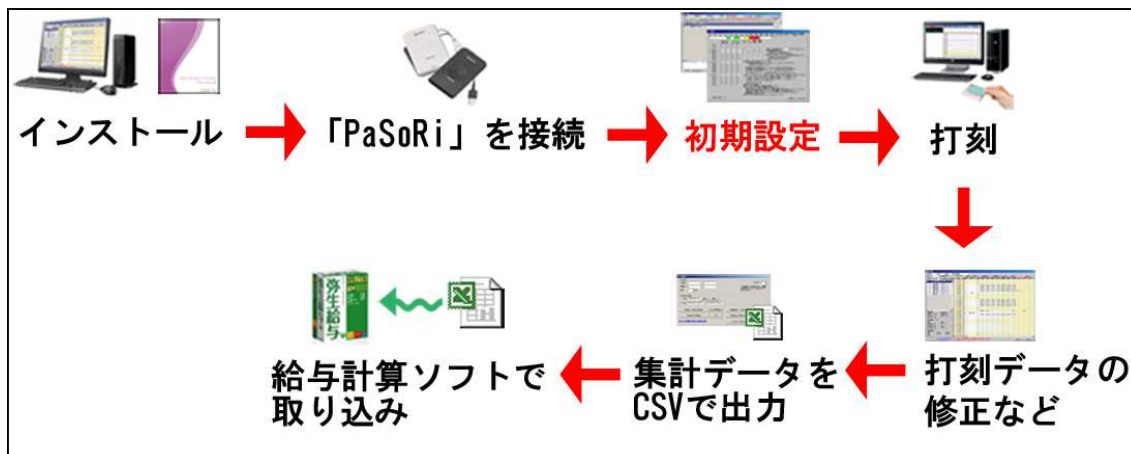 インストール
「PaSoRi」を接続
初期設定
打刻
打刻データの
修正など
集計データを
CSVで出力
給与計算ソフトで
取り込み
弥生給与